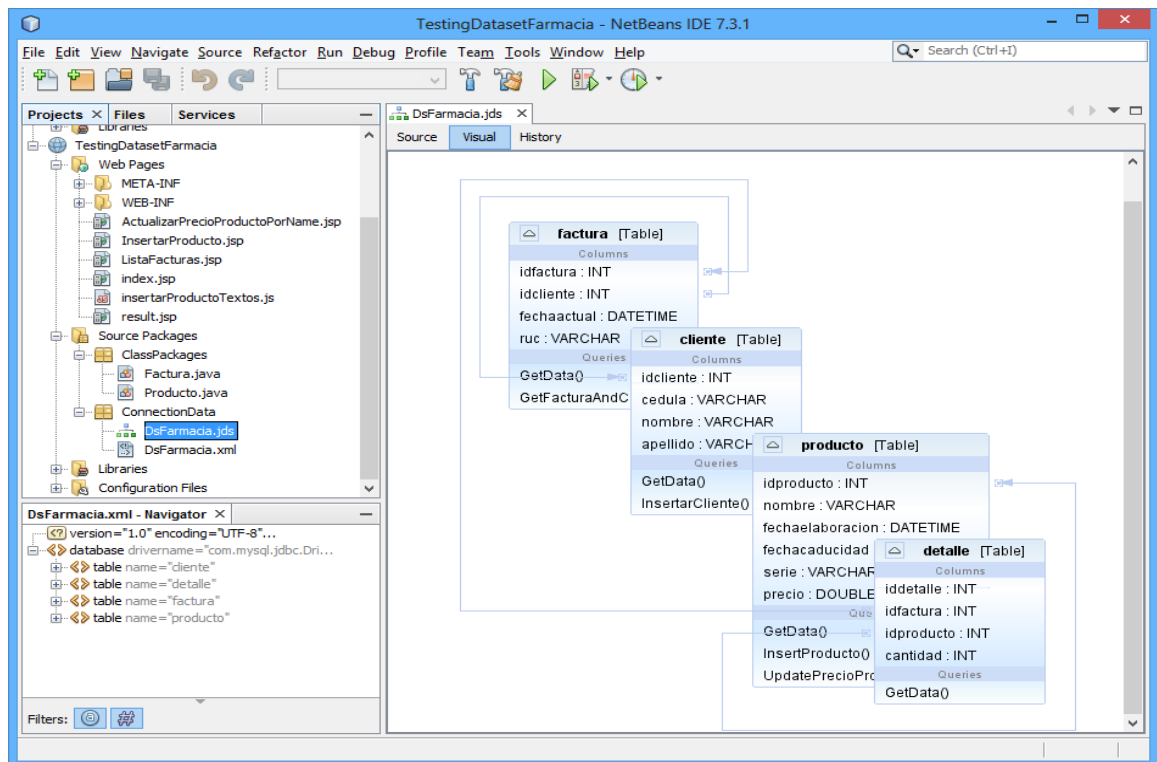 TestingDatasetFarmacia - NetBeans IDE 7.3.1
File Edit View Navigate Source Refactor Run Debug Profile Team Tools Window Help
Search (Ctrl+I)
Projects Files Services
Libraries
TestingDatasetFarmacia
Web Pages
META-INF
WEB-INF
ActualizarPrecioProductoPorName.jsp
InsertarProducto.jsp
ListaFacturas.jsp
index.jsp
insertarProductoTextos.js
result.jsp
Source Packages
ClassPackages
Factura.java
Producto.java
ConnectionData
DsFarmacia.jds
DsFarmacia.xml
Libraries
Configuration Files
DsFarmacia.xml - Navigator
version="1.0" encoding="UTF-8"...
database drivername="com.mysql.jdbc.Dri...
table name="cliente"
table name="detalle"
table name="factura"
table name="producto"
Filters:
DsFarmacia.jds
Source Visual History
factura [Table]
Columns
idfactura : INT
idcliente : INT
fechaactual : DATETIME
ruc : VARCHAR
Queries
GetData()
GetFacturaAndC
cliente [Table]
Columns
idcliente : INT
cedula : VARCHAR
nombre : VARCHAR
apellido : VARCH
Queries
GetData()
InsertarCliente()
producto [Table]
Columns
idproducto : INT
nombre : VARCHAR
fechaelaboracion : DATETIME
fechacaducidad
serie : VARCHAR
precio : DOUBLE
Que
GetData()
InsertProducto()
UpdatePrecioPro
detalle [Table]
Columns
iddetalle : INT
idfactura : INT
idproducto : INT
cantidad : INT
Queries
GetData()